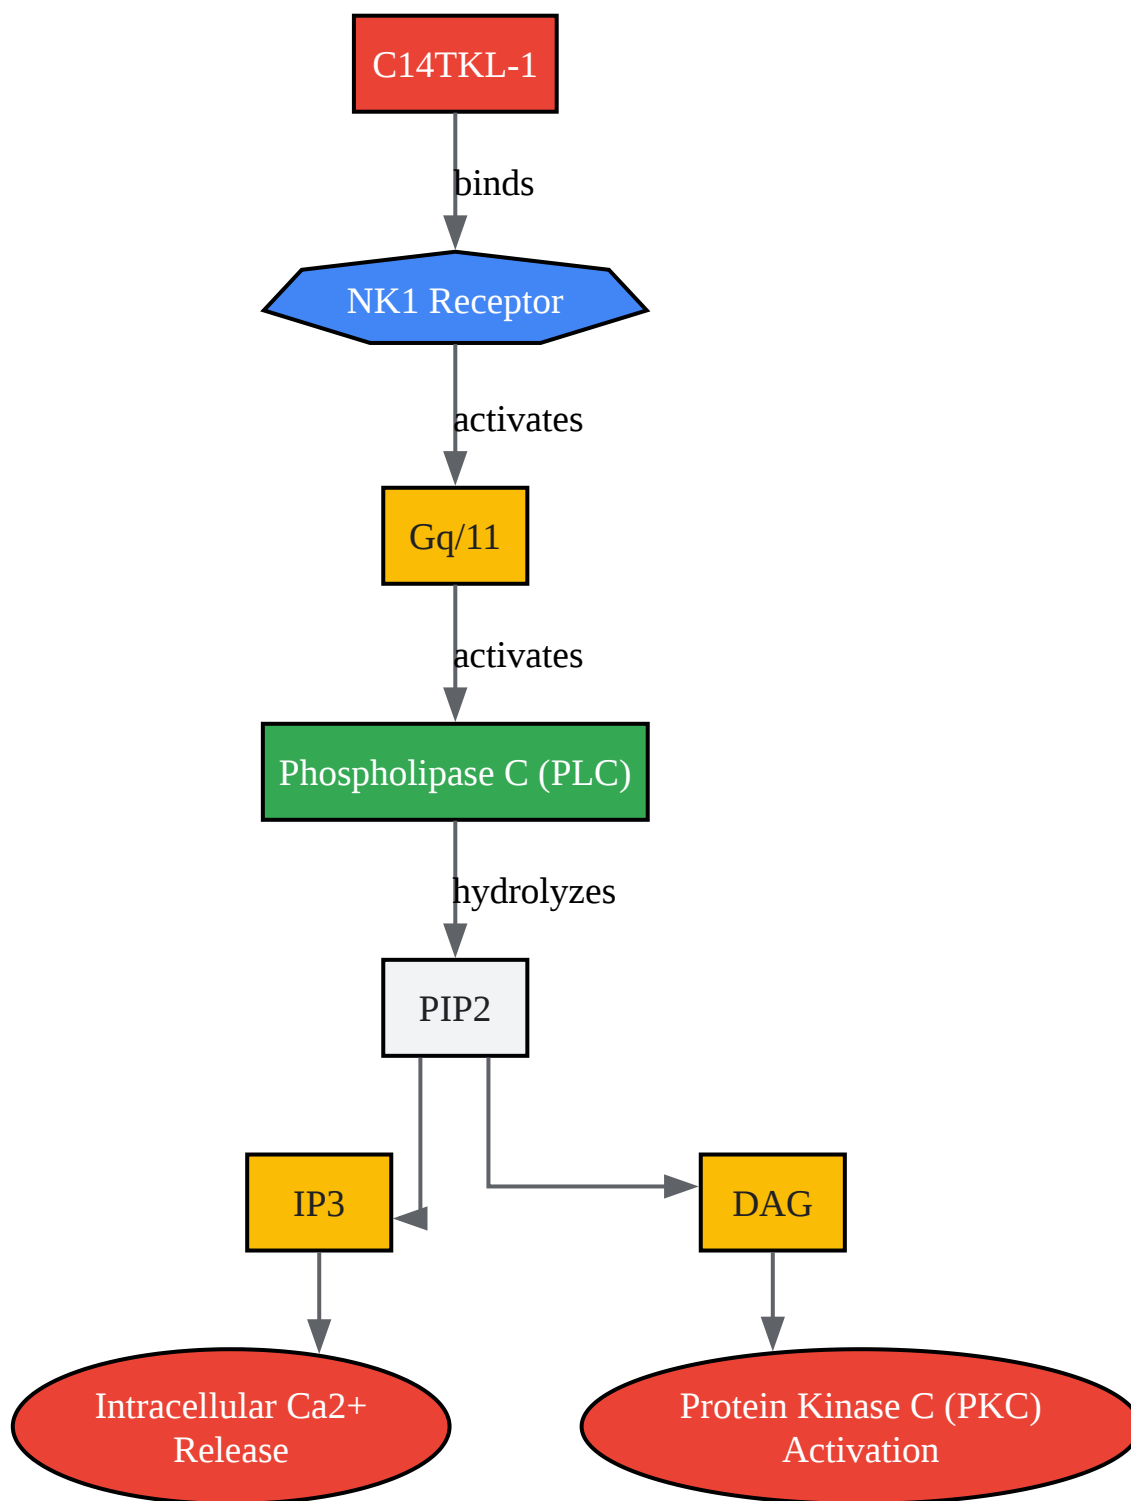 C14TKL-1
binds
NK1 Receptor
activates
Gq/11
activates
Phospholipase C (PLC)
hydrolyzes
PIP2
IP3
DAG
Intracellular Ca2+
Release
Protein Kinase C (PKC)
Activation